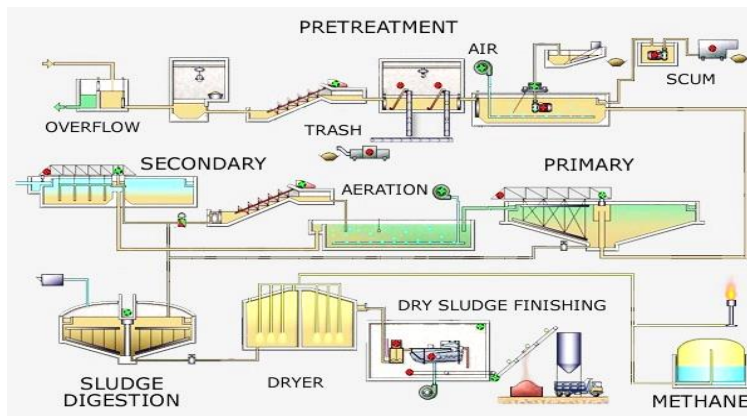 PRETREATMENT
AIR
SCUM
OVERFLOW
TRASH
SECONDARY
PRIMARY
AERATION
DRY SLUDGE FINISHING
SLUDGE
DIGESTION
DRYER
METHANE